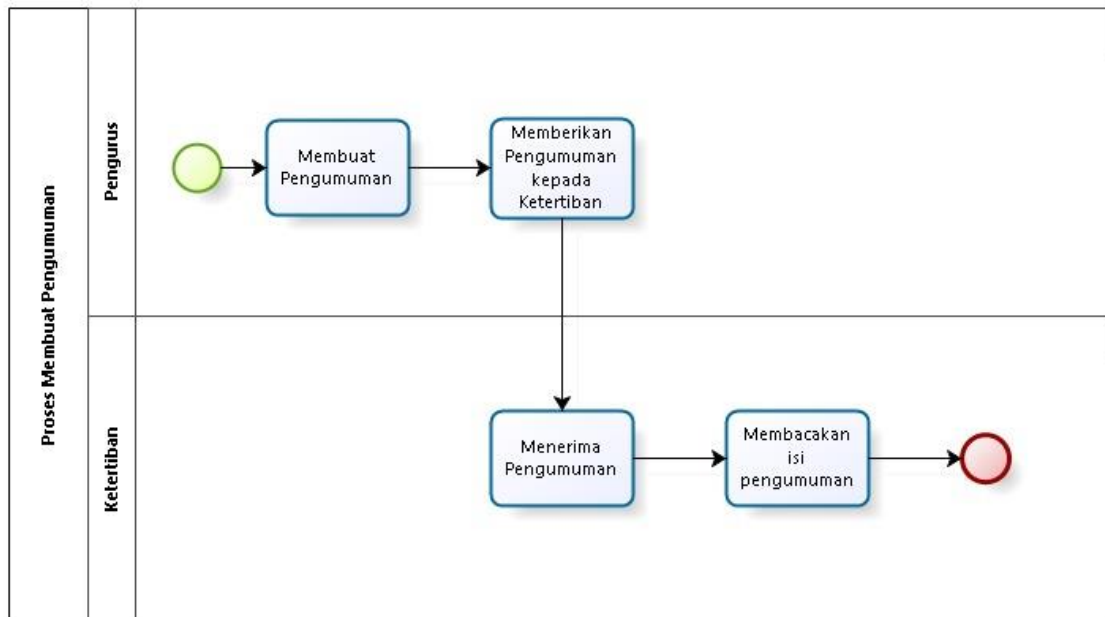 Proses Membuat Pengumuman
Pengurus
Membuat
Pengumuman
Memberikan
Pengumuman
kepada
Ketertiban
Ketertiban
Menerima
Pengumuman
Membacakan
isi
pengumuman